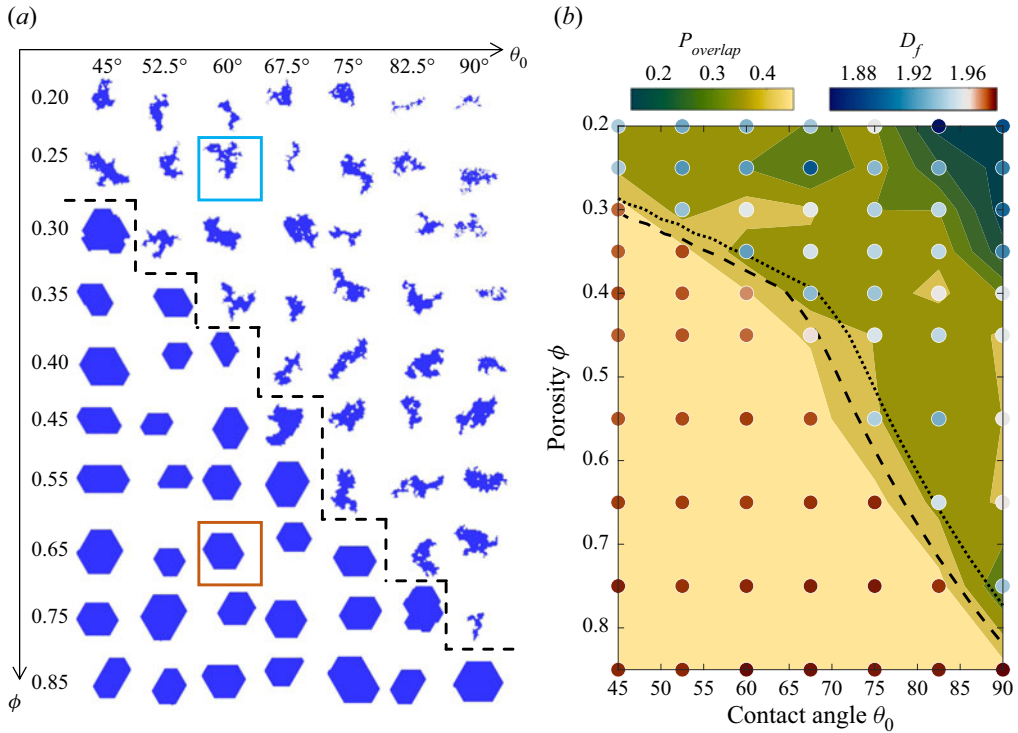 (a)
θ0
45° 52.5° 60° 67.5° 75° 82.5° 90°
0.20
0.25
0.30
0.35
0.40
0.45
0.55
0.65
0.75
0.85
ϕ
(b)
Poverlap Df
0.2 0.3 0.4 1.88 1.92 1.96
0.2
0.3
0.4
0.5
0.6
0.7
0.8
Porosity ϕ
45 50 55 60 65 70 75 80 85 90
Contact angle θ0